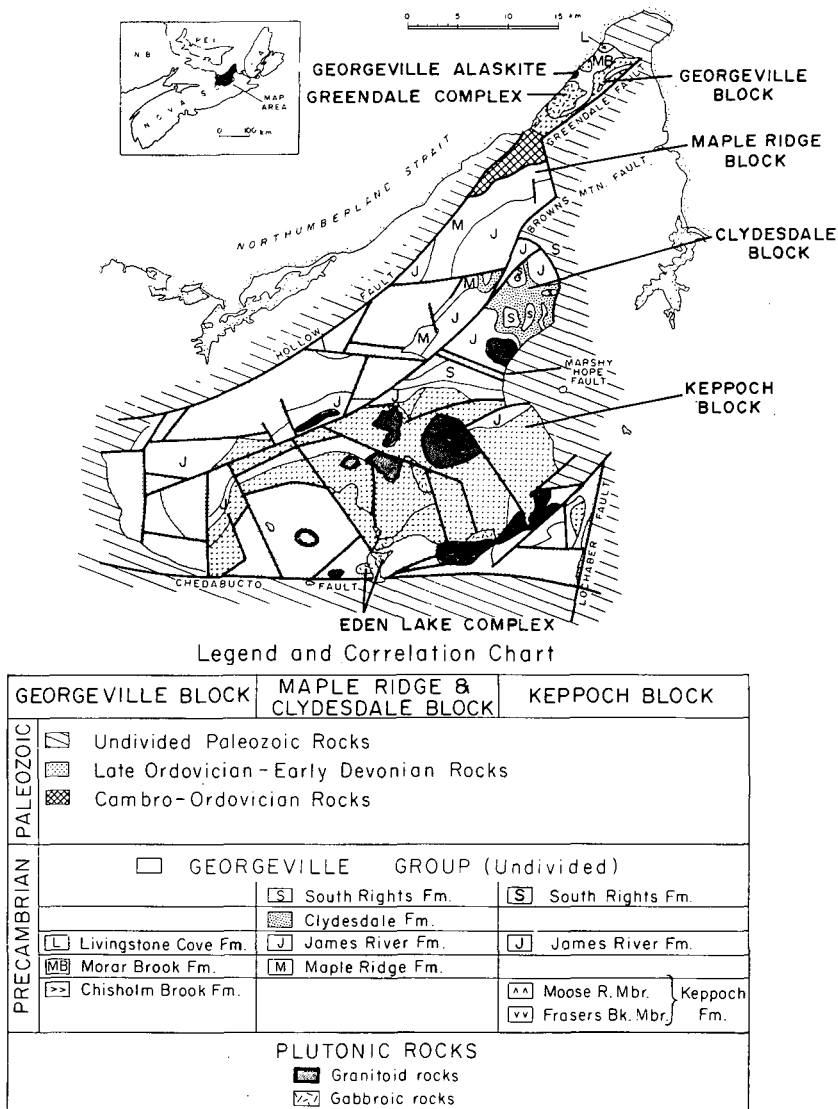 0 5 10 15 km
N B
P E I
N O V A S
MAP AREA
0 100 km
L
MB
GEORGEVILLE ALASKITE
GREENDALE COMPLEX
GEORGEVILLE BLOCK
GREENDALE FAULT
MAPLE RIDGE BLOCK
NORTHUMBERLAND STRAIT
BROWNS MTN. FAULT
M
J
J
J
J
S
CLYDESDALE BLOCK
M
J
G
J
S
S
HOLLOW FAULT
M
J
J
MARSHY HOPE FAULT
S
J
J
KEPPOCH BLOCK
J
J
J
LOCHABER FAULT
CHEDABUCTO FAULT
EDEN LAKE COMPLEX
Legend and Correlation Chart
GEORGEVILLE BLOCK
MAPLE RIDGE & CLYDESDALE BLOCK
KEPPOCH BLOCK
PALEOZOIC
Undivided Paleozoic Rocks
Late Ordovician-Early Devonian Rocks
Cambro-Ordovician Rocks
PRECAMBRIAN
GEORGEVILLE GROUP (Undivided)
S South Rights Fm.
S South Rights Fm.
Clydesdale Fm.
L Livingstone Cove Fm.
J James River Fm.
J James River Fm.
MB Morar Brook Fm.
M Maple Ridge Fm.
>> Chisholm Brook Fm.
^^ Moose R. Mbr.
vv Frasers Bk. Mbr.
Keppoch Fm.
PLUTONIC ROCKS
Granitoid rocks
Gabbroic rocks